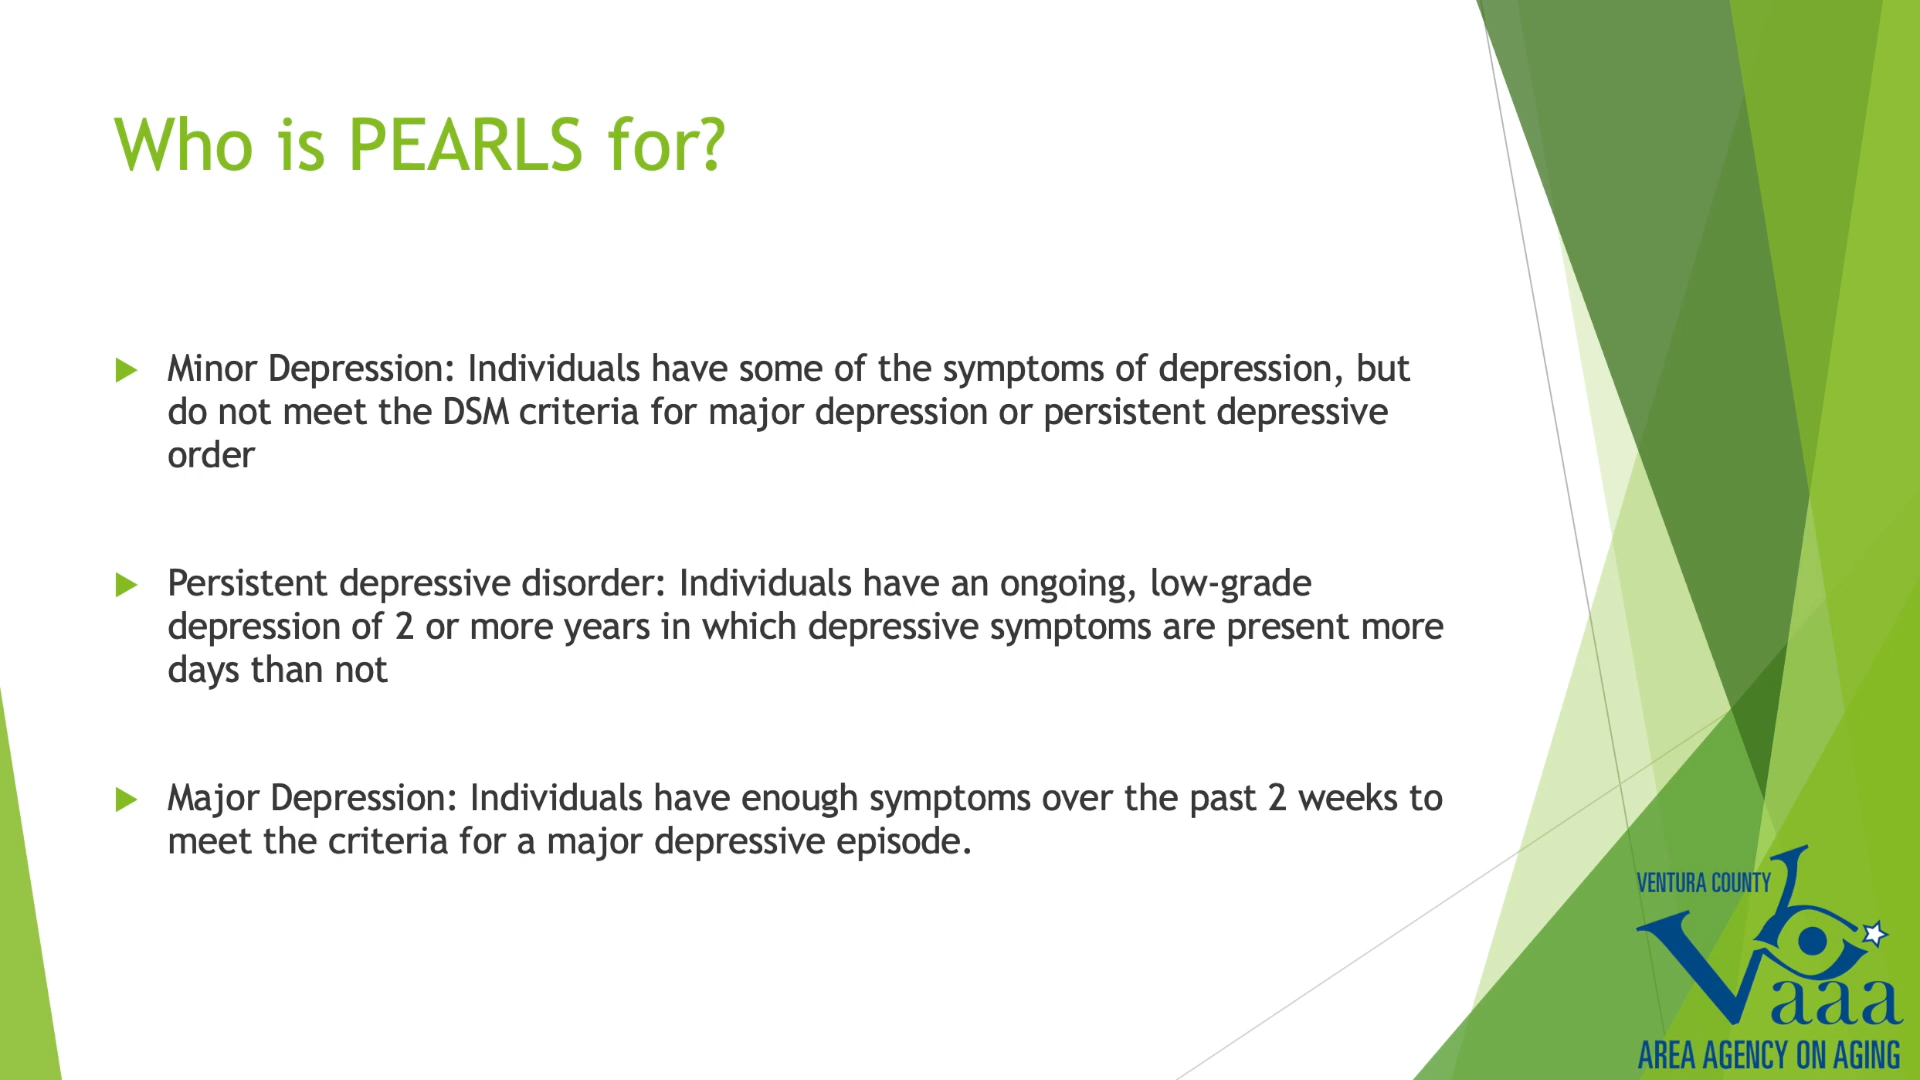 Who is PEARLS for?
Minor Depression: Individuals have some of the symptoms of depression, but
do not meet the DSM criteria for major depression or persistent depressive
order
Persistent depressive disorder: Individuals have an ongoing, low-grade
depression of 2 or more years in which depressive symptoms are present more
days than not
Major Depression: Individuals have enough symptoms over the past 2 weeks to
meet the criteria for a major depressive episode.
VENTURA COUNTY
Vaaa
AREA AGENCY ON AGING